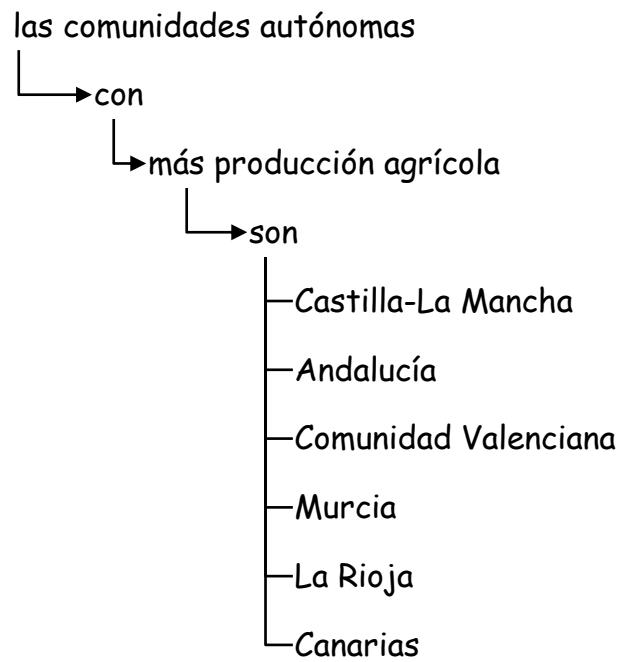 las comunidades autónomas
con
más producción agrícola
son
Castilla-La Mancha
Andalucía
Comunidad Valenciana
Murcia
La Rioja
Canarias